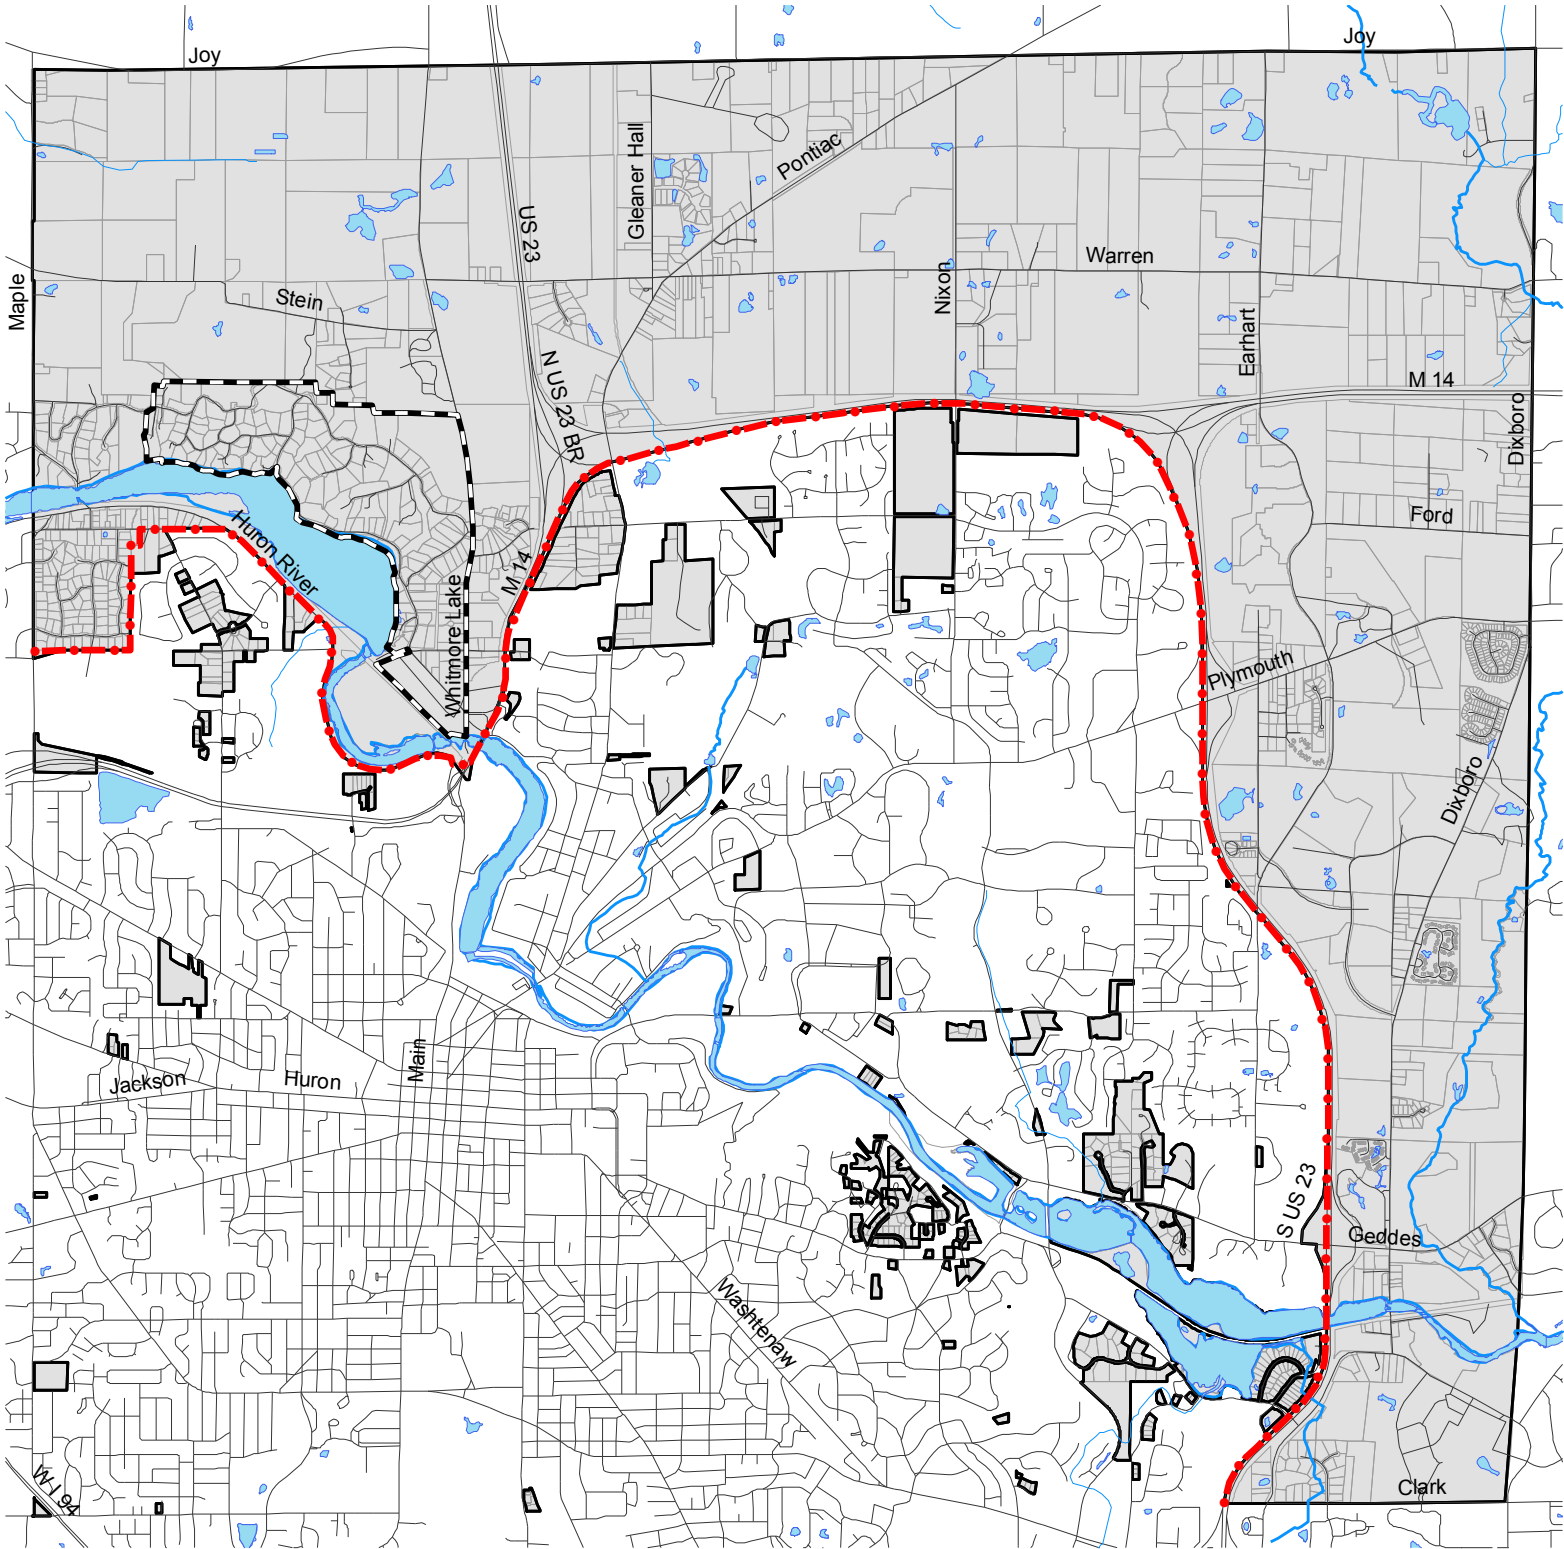 Joy
Joy
Gleaner Hall
Pontiac
US 23
Warren
Nixon
Maple
Stein
Earhart
N US 23 BR
M 14
Dixboro
Ford
Huron River
M 14
Whitmore Lake
Plymouth
Dixboro
Main
Jackson
Huron
S US 23
Geddes
Washtenaw
W I 94
Clark